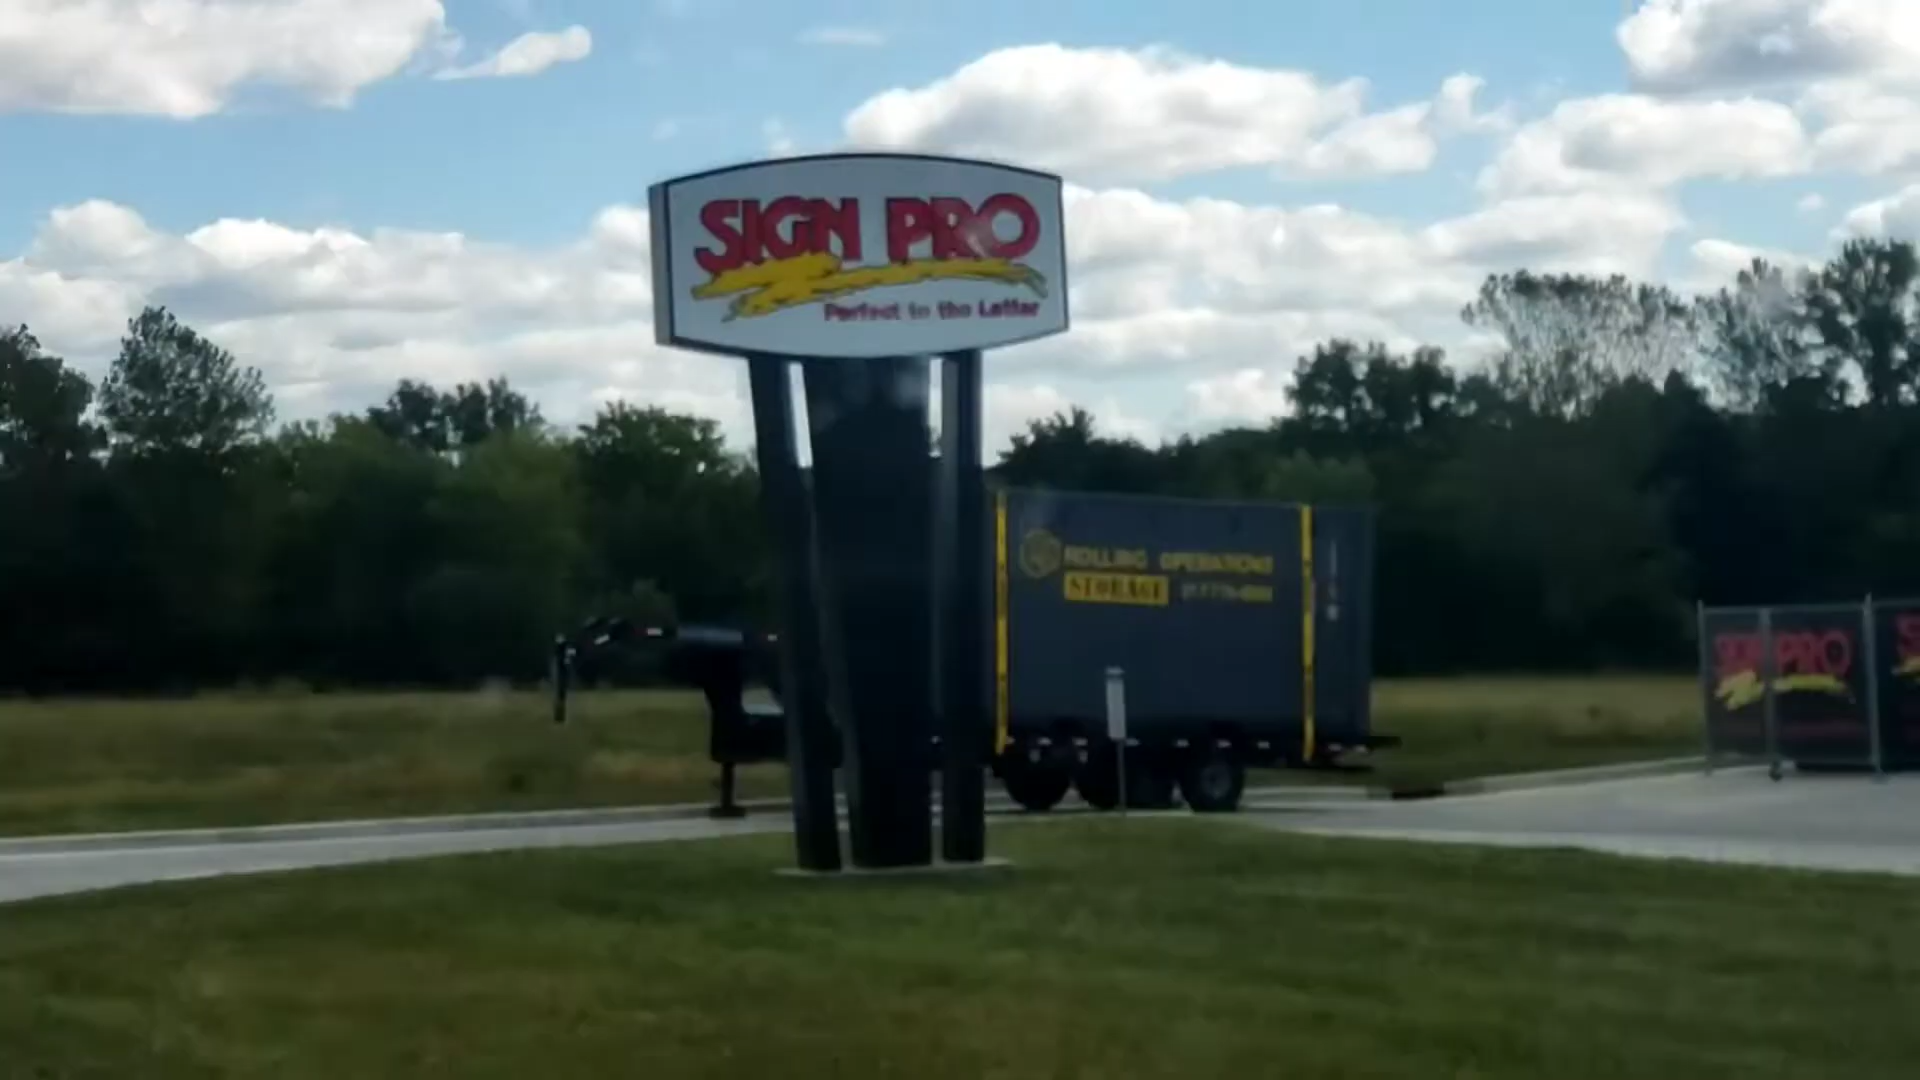 SIGN PRO
Perfect to the Letter
ROLLING OPERATIONS
STORAGE
SIGN PRO